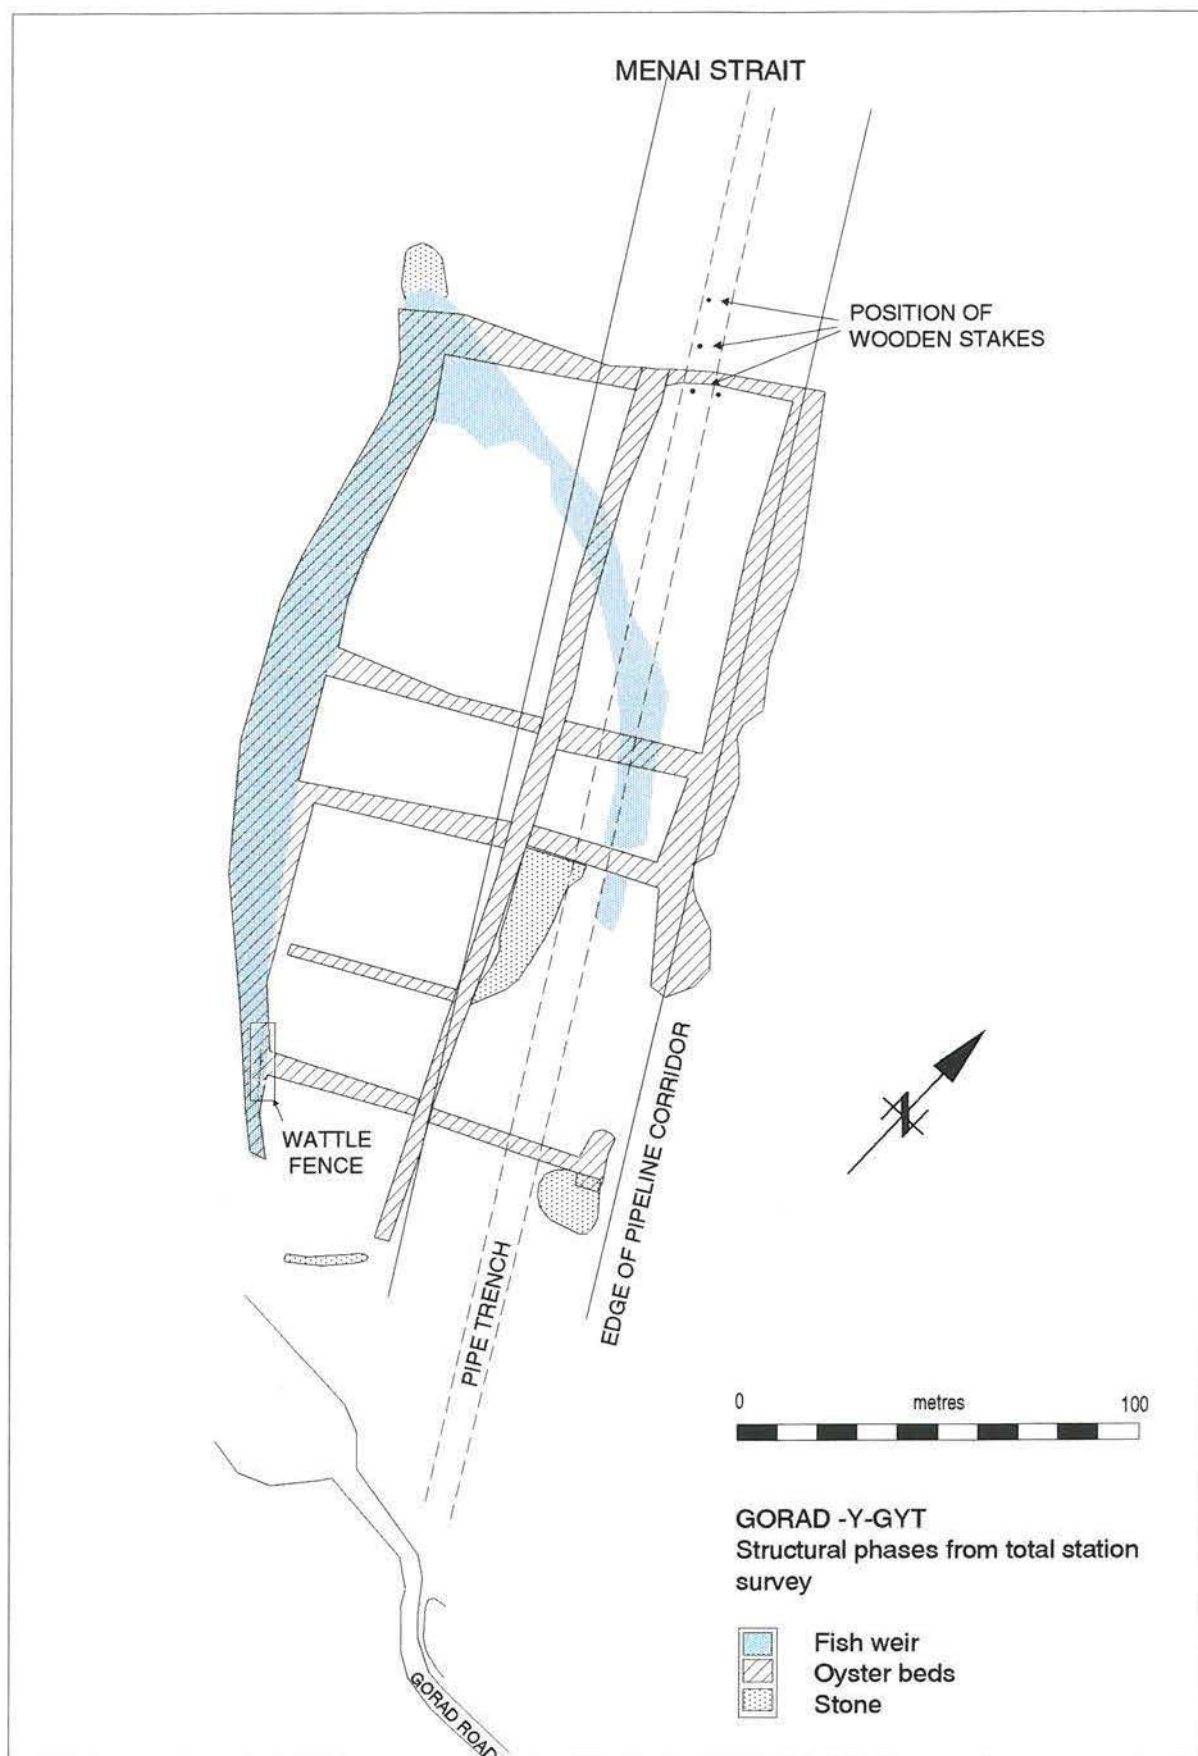 MENAI STRAIT
POSITION OF
WOODEN STAKES
WATTLE
FENCE
EDGE OF PIPELINE CORRIDOR
PIPE TRENCH
0 metres 100
GORAD -Y-GYT
Structural phases from total station
survey
Fish weir
Oyster beds
Stone
GORAD ROAD